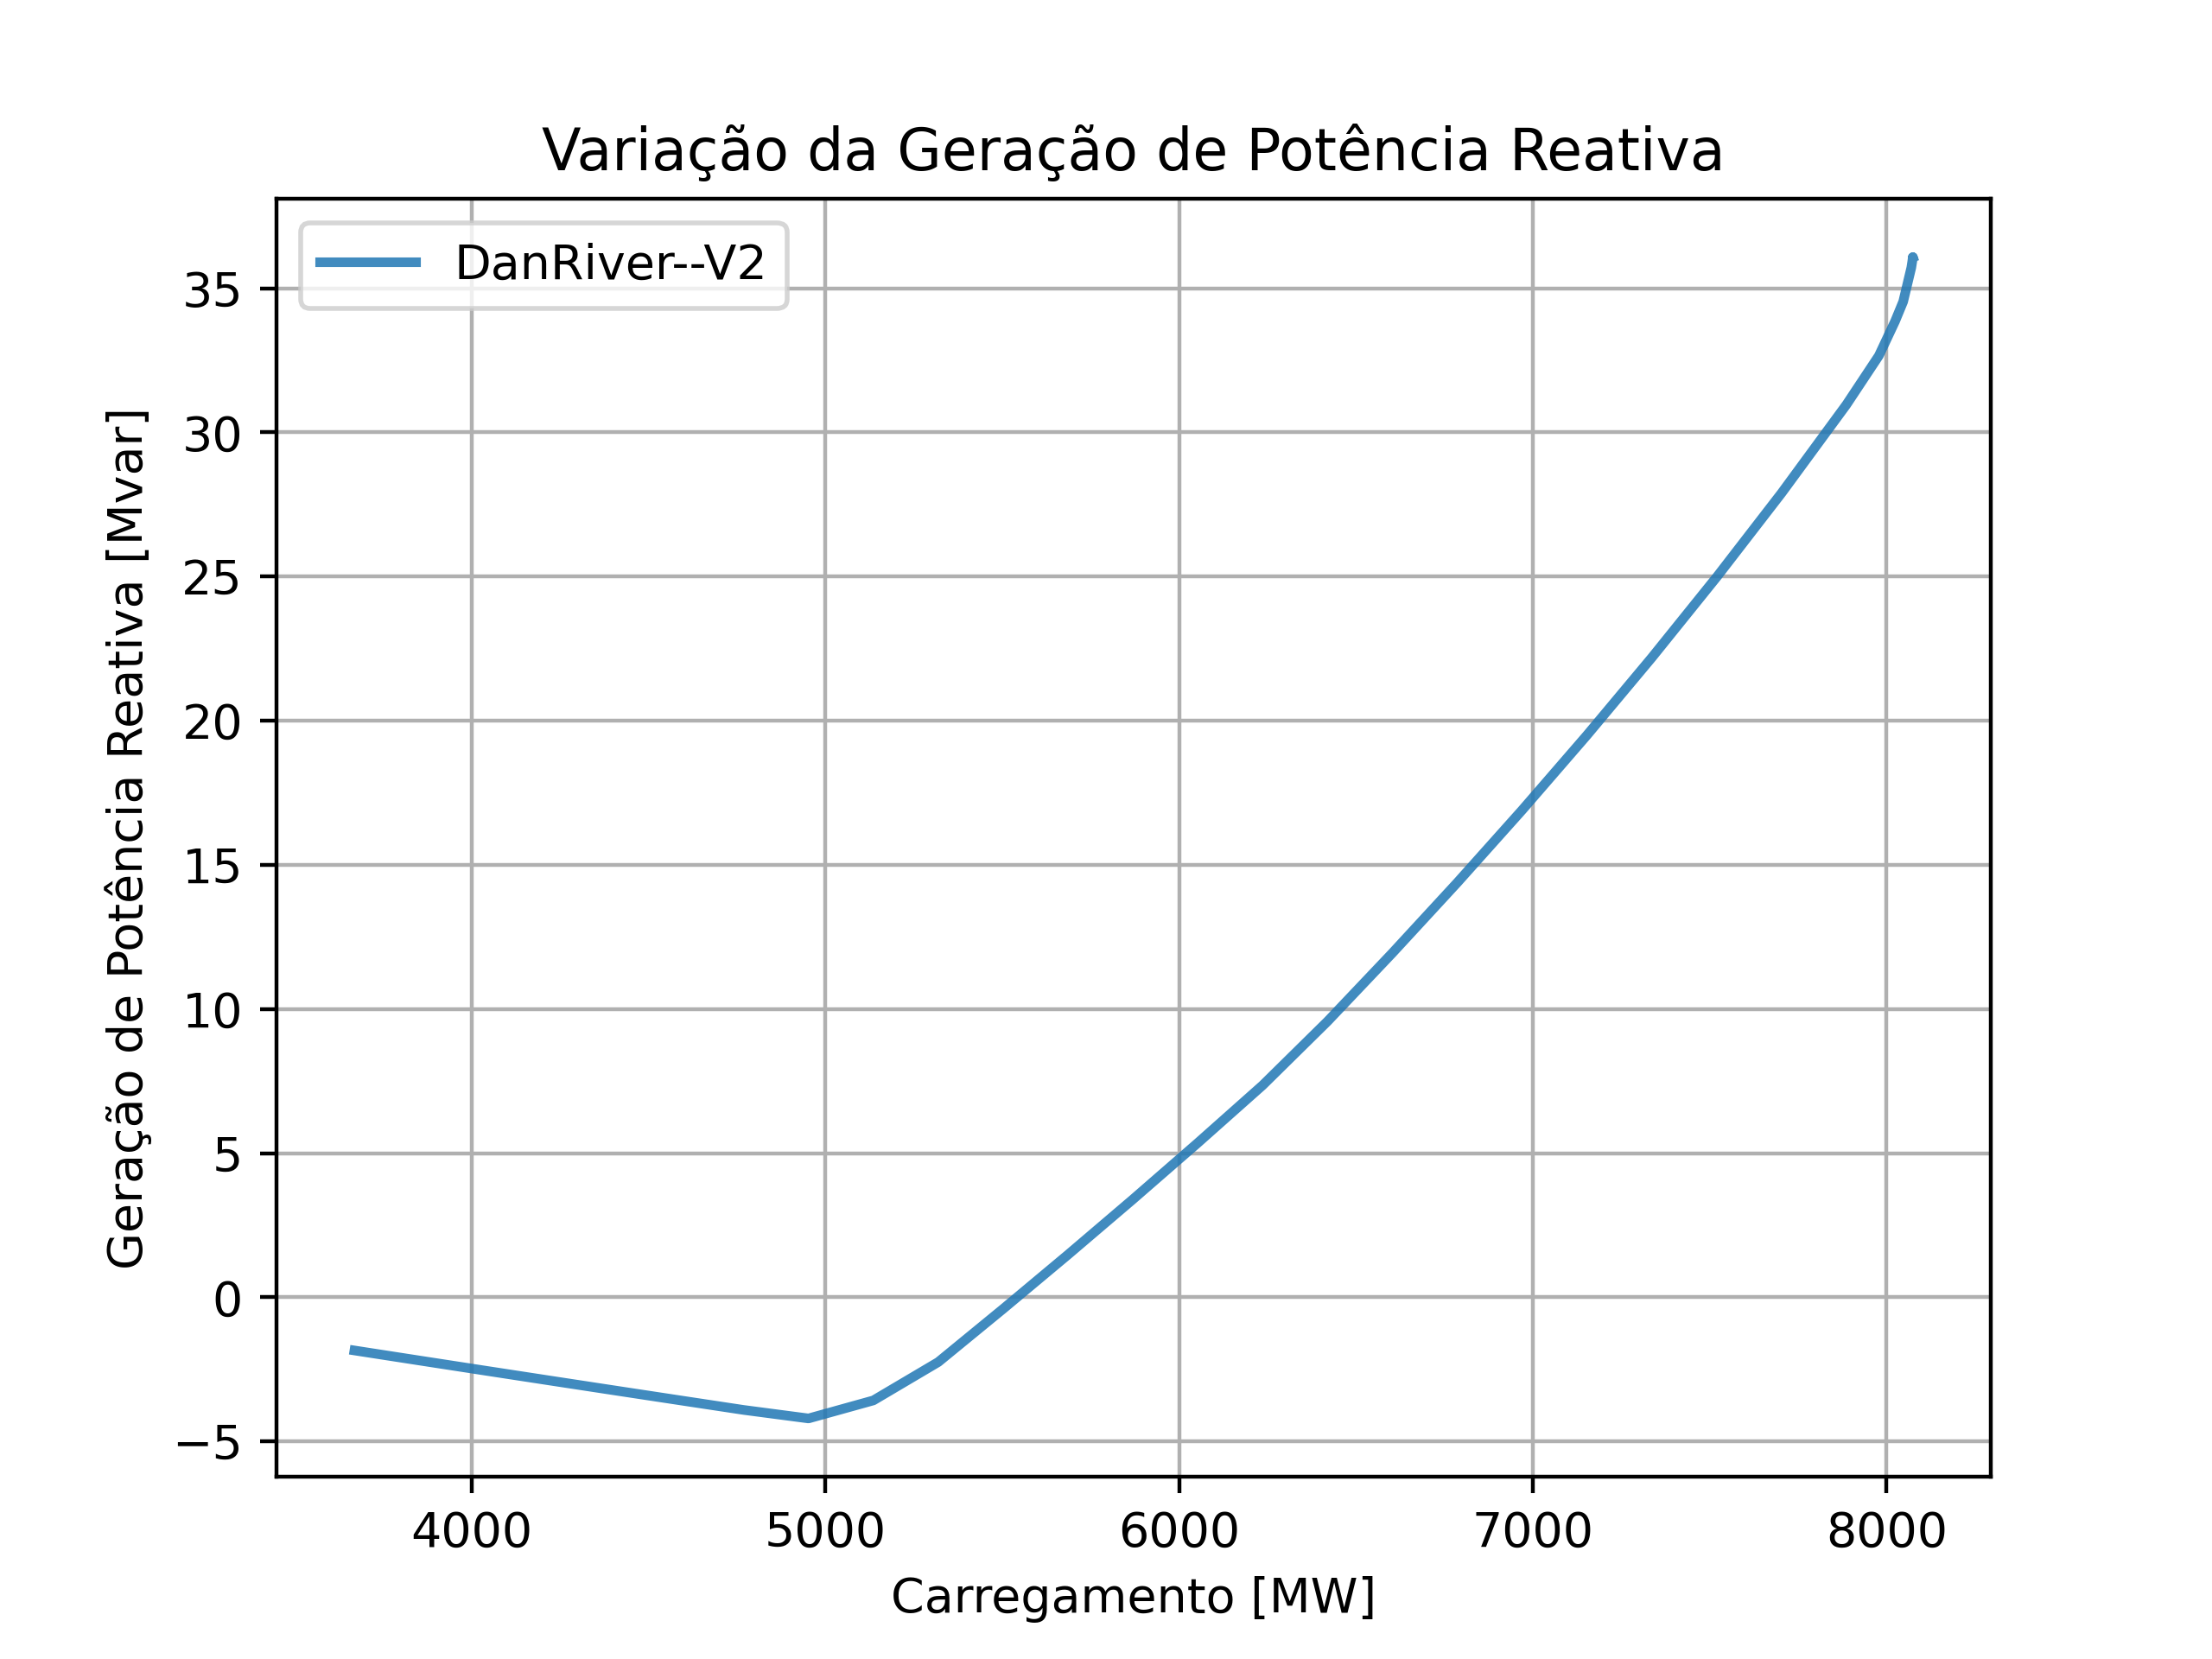 Variação da Geração de Potência Reativa
DanRiver--V2
Geração de Potência Reativa [Mvar]
35
30
25
20
15
10
5
0
−5
4000 5000 6000 7000 8000
Carregamento [MW]